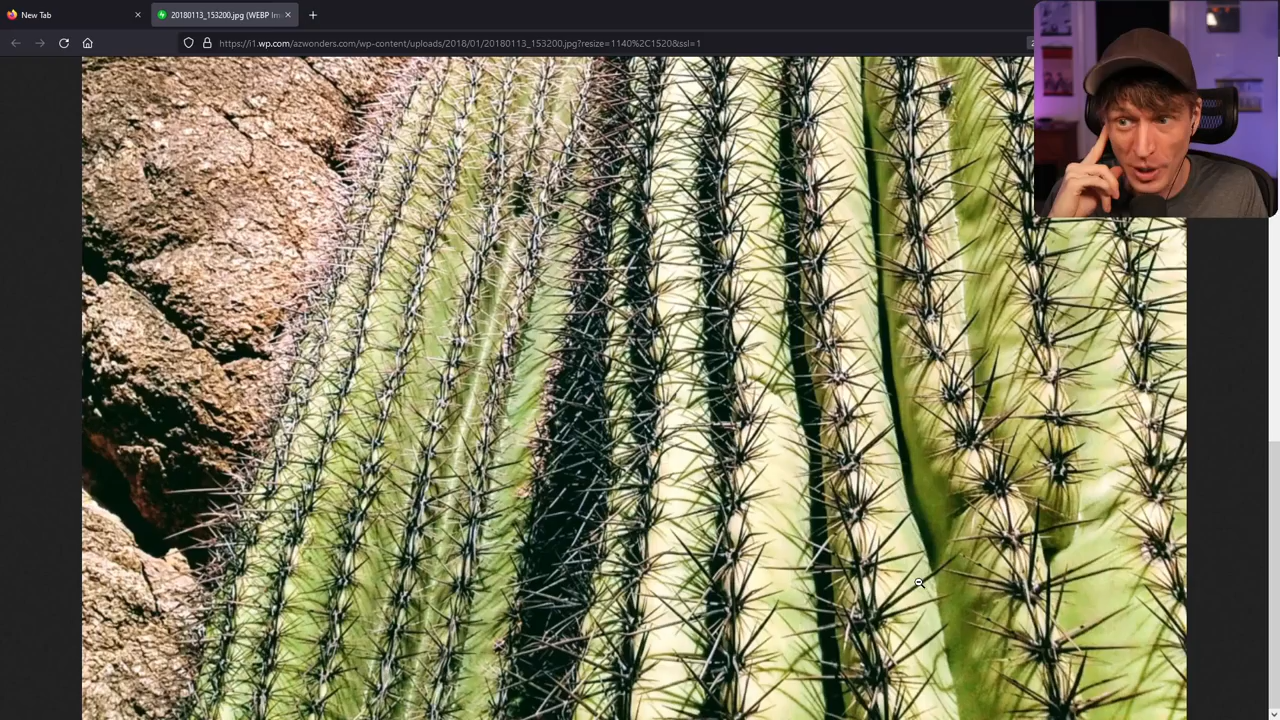 New Tab
20180113_153200.jpg (WEBP Im
https://i1.wp.com/azwonders.com/wp-content/uploads/2018/01/20180113_153200.jpg?resize=1140%2C1520&ssl=1